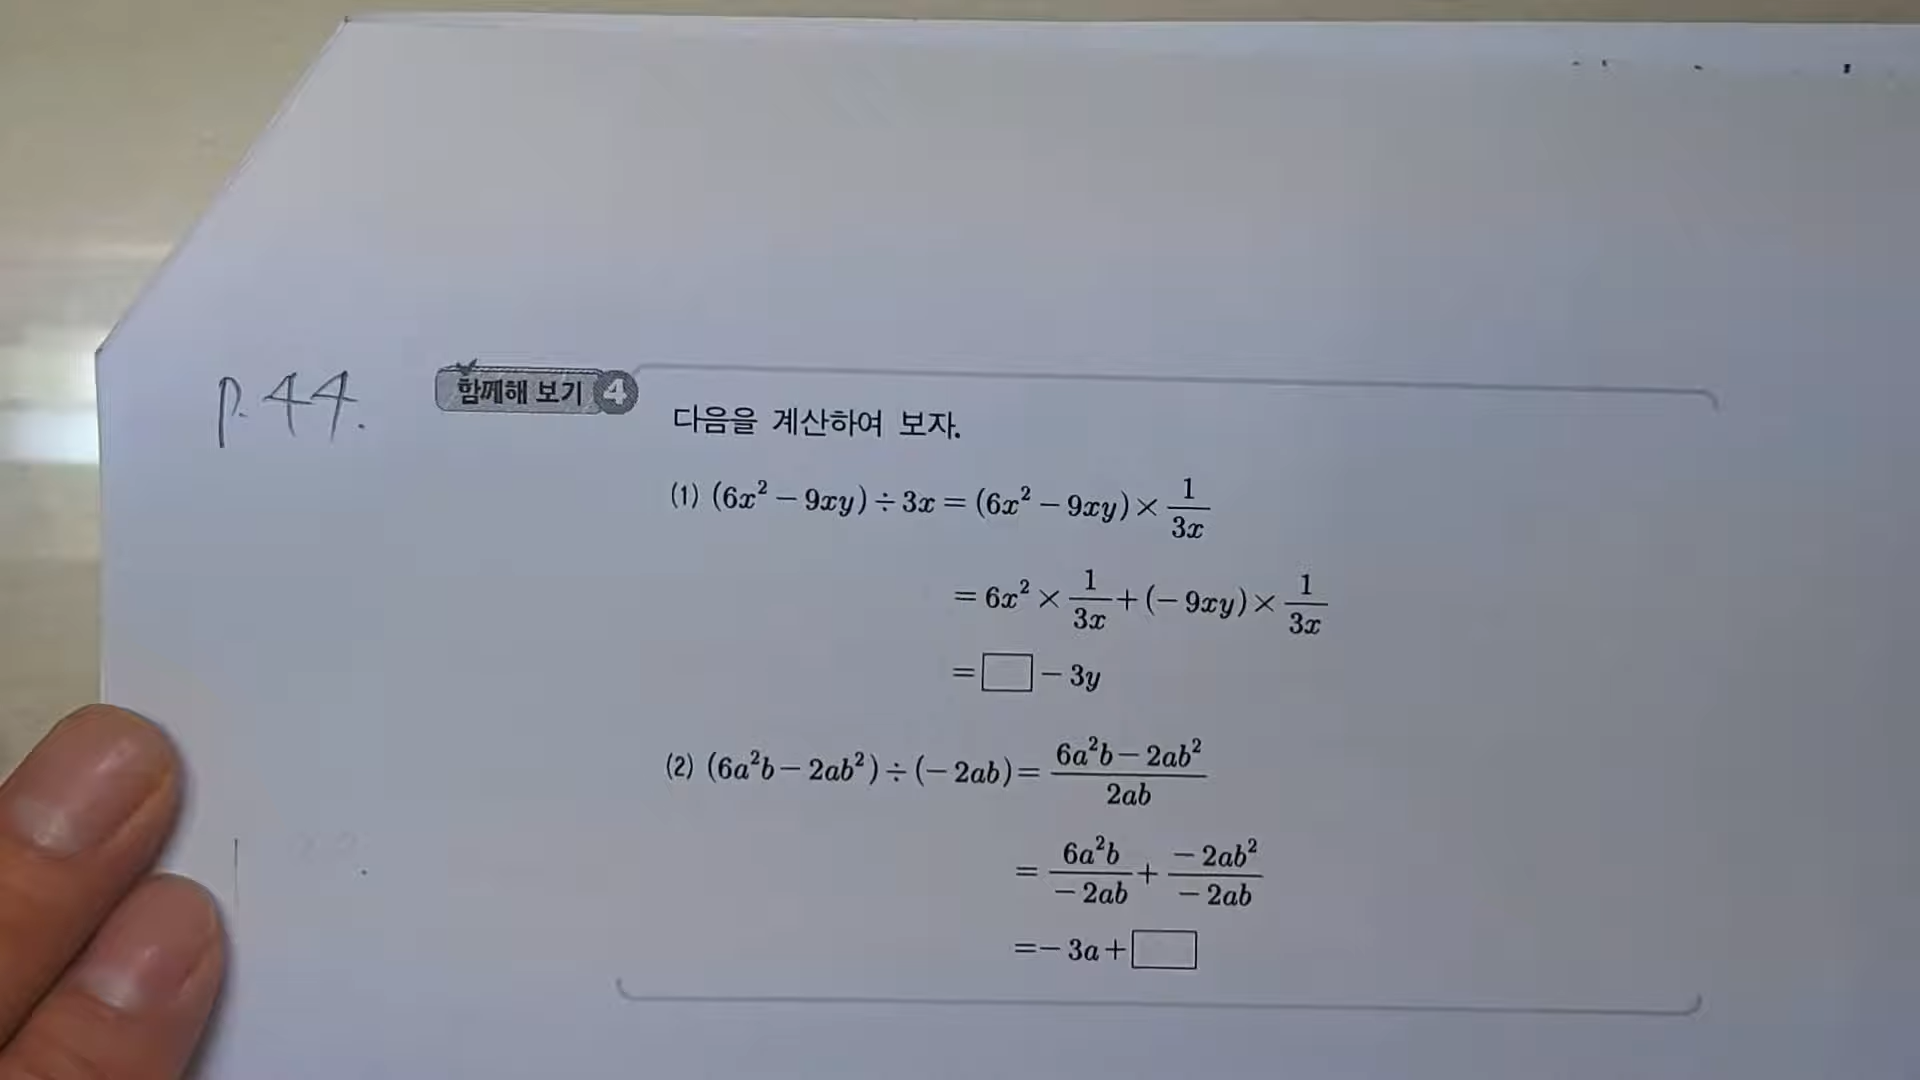 p.44.
함께해 보기 4
다음을 계산하여 보자.
(1) (6x² − 9xy) ÷ 3x = (6x² − 9xy) × 1/3x
= 6x² × 1/3x + (− 9xy) × 1/3x
= □ − 3y
(2) (6a²b − 2ab²) ÷ (− 2ab) = (6a²b − 2ab²)/2ab
= 6a²b/− 2ab + − 2ab²/− 2ab
= − 3a + □